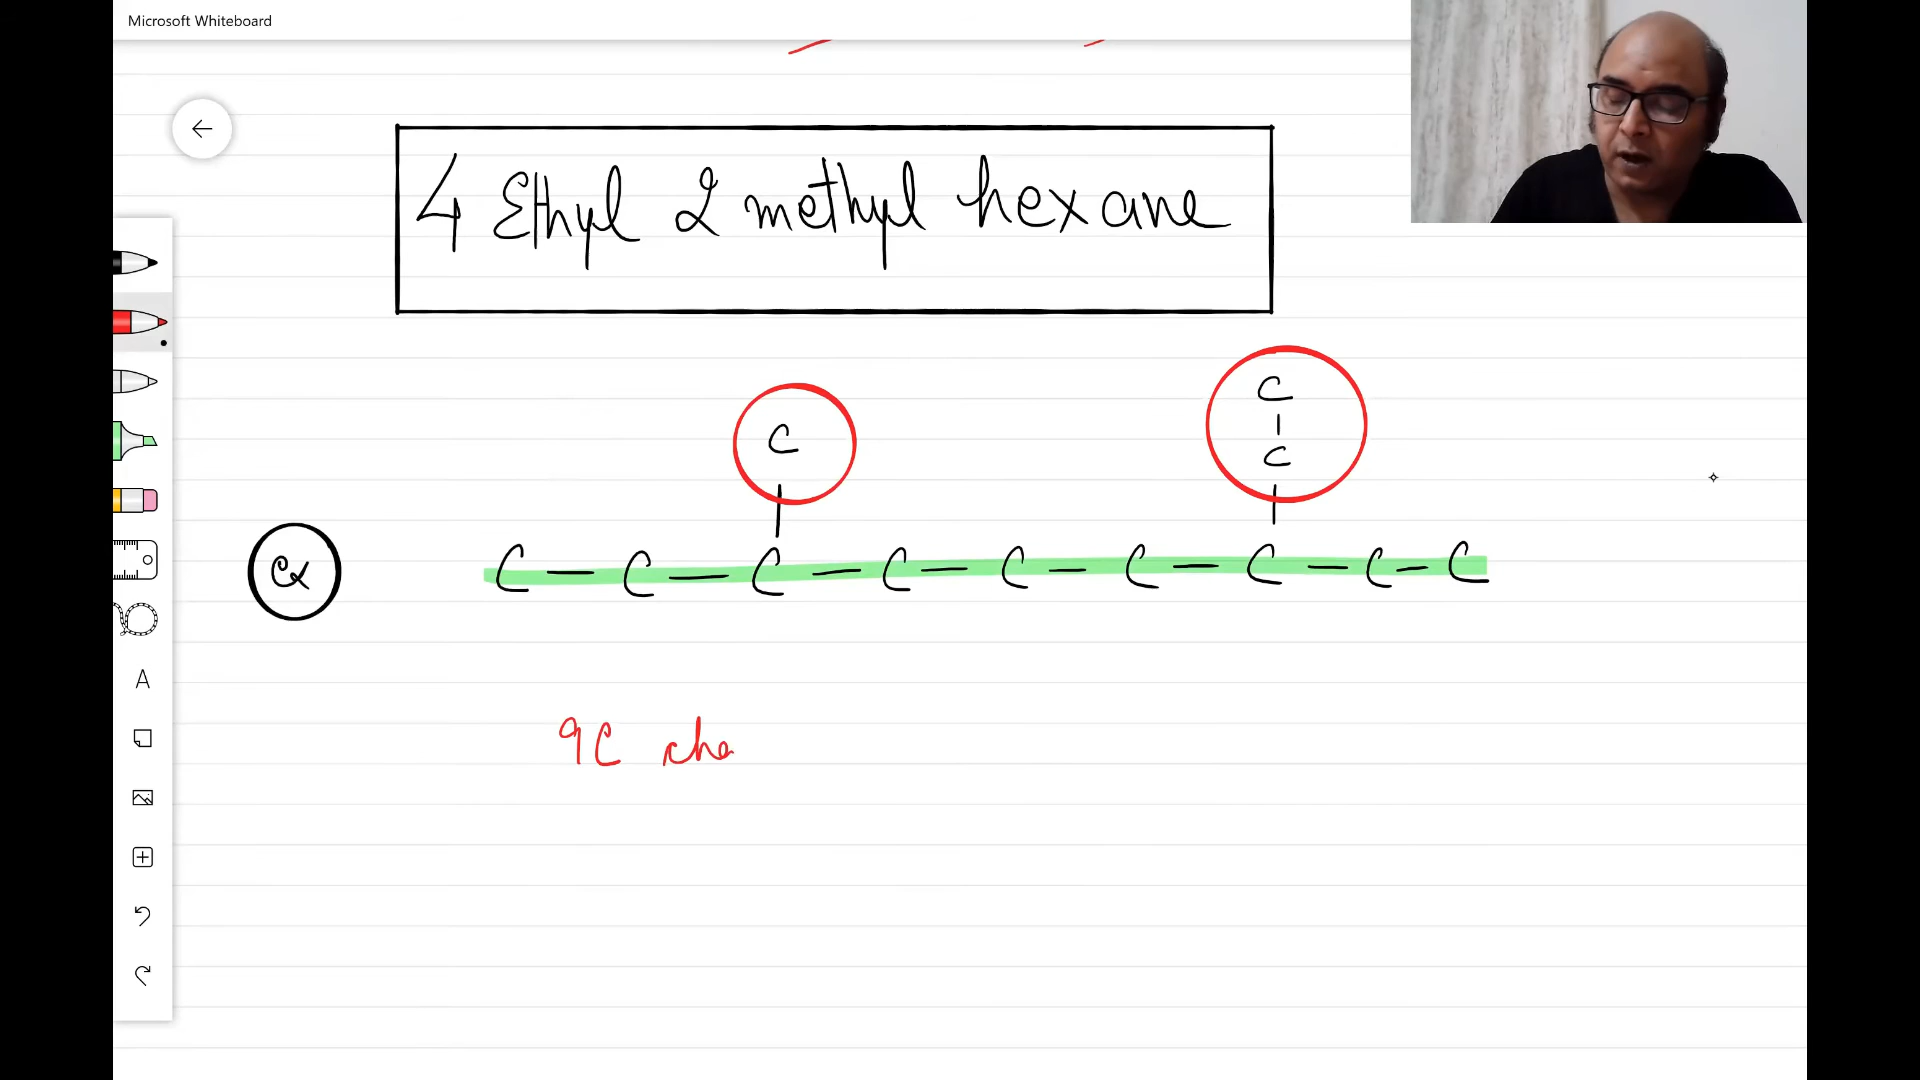 Microsoft Whiteboard
4 Ethyl 2 methyl hexane
C
C
C
Ex
C - C - C - C - C - C - C - C - C
9C cha
A